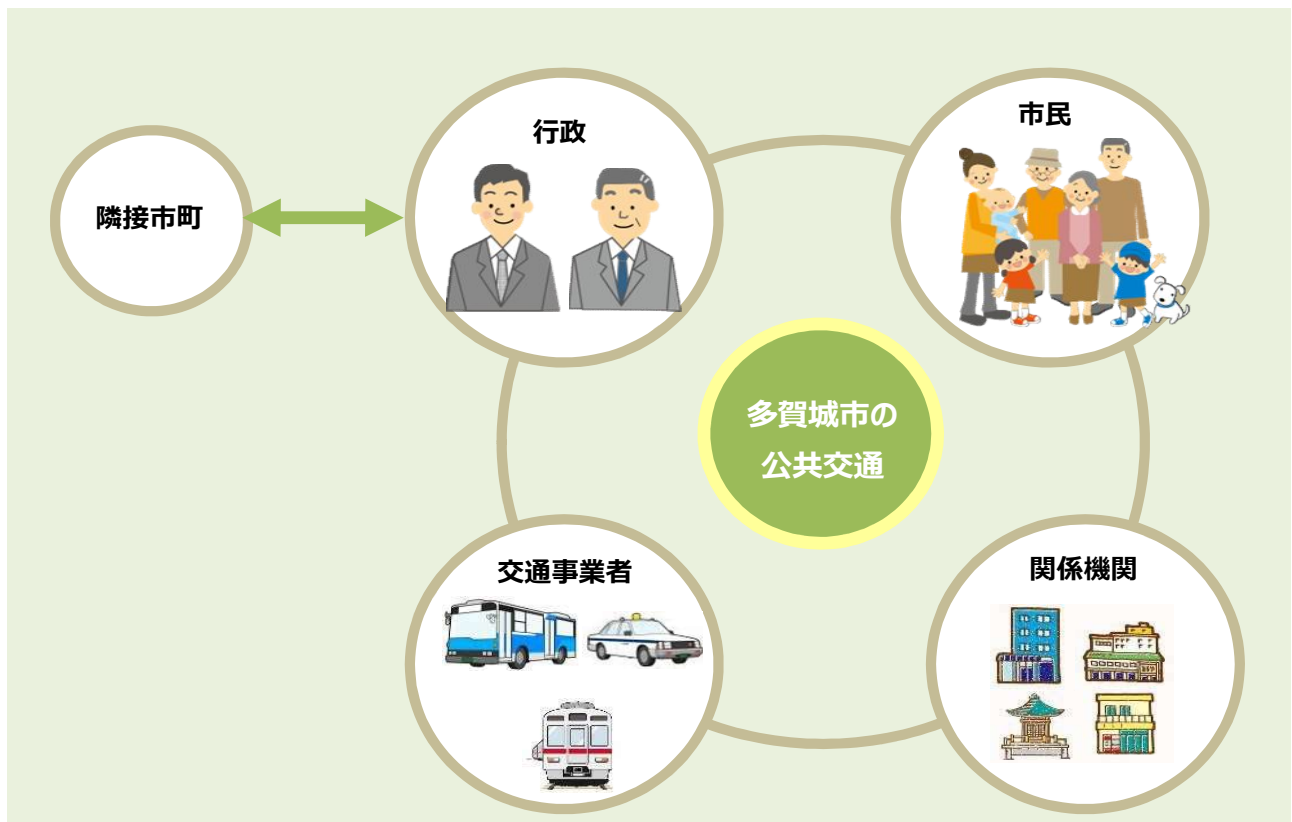 行政
市民
隣接市町
多賀城市の
公共交通
交通事業者
関係機関